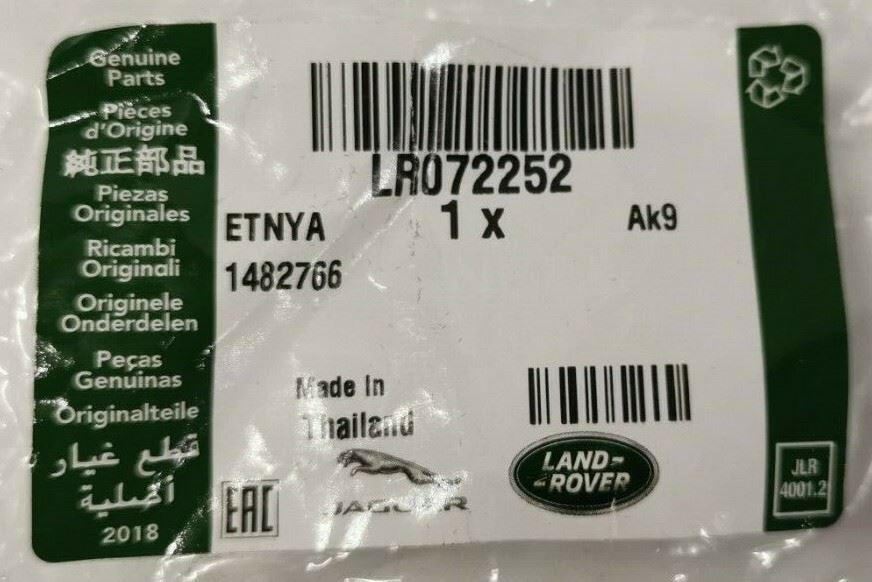 Genuine
Parts
Pièces
d'Origine
純正部品
Piezas
Originales
Ricambi
Originali
Originele
Onderdelen
Peças
Genuinas
Originalteile
قطع غيار
أصلية
2018
LR072252
ETNYA
1 x
Ak9
1482766
Made In
Thailand
EAC
JAGUAR
LAND-
-ROVER
JLR
4001.2